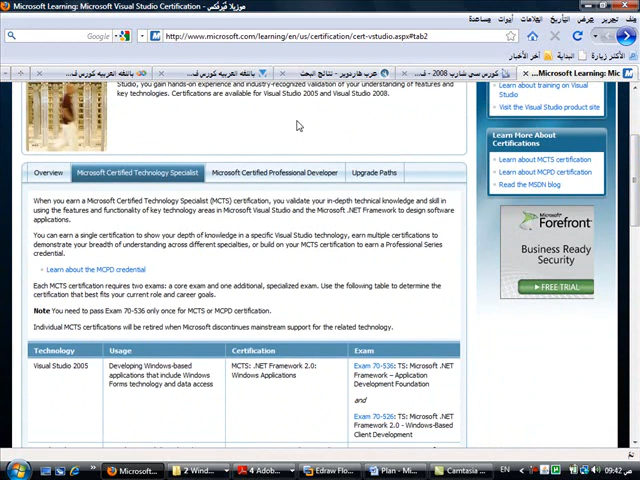 Microsoft Learning: Microsoft Visual Studio Certification - موزيلا فَيَرفُكس
ملف تحرير عرض التأريخ العلامات أدوات مساعدة
Google
http://www.microsoft.com/learning/en/us/certification/cert-vstudio.aspx#tab2
الأكثر زيارة البداية آخر الأخبار
باللغه العربيه كورس ف...
باللغه العربيه كورس ف...
عرب هاردوير - نتائج البحث
كورس سي شارب 2008 - ف...
Microsoft Learning: Mic...
Studio, you gain hands-on experience and industry-recognized validation of your understanding of features and
key technologies. Certifications are available for Visual Studio 2005 and Visual Studio 2008.
Learn about training on Visual
Studio
Visit the Visual Studio product site
Learn More About
Certifications
Learn about MCTS certification
Learn about MCPD certification
Read the MSDN blog
Overview
Microsoft Certified Technology Specialist
Microsoft Certified Professional Developer
Upgrade Paths
When you earn a Microsoft Certified Technology Specialist (MCTS) certification, you validate your in-depth technical knowledge and skill in
using the features and functionality of key technology areas in Microsoft Visual Studio and the Microsoft .NET Framework to design software
applications.
You can earn a single certification to show your depth of knowledge in a specific Visual Studio technology, earn multiple certifications to
demonstrate your breadth of understanding across different specialties, or build on your MCTS certification to earn a Professional Series
credential.
Learn about the MCPD credential
Each MCTS certification requires two exams: a core exam and one additional, specialized exam. Use the following table to determine the
certification that best fits your current role and career goals.
Note You need to pass Exam 70-536 only once for MCTS or MCPD certification.
Individual MCTS certifications will be retired when Microsoft discontinues mainstream support for the related technology.
Microsoft
Forefront
Business Ready
Security
FREE TRIAL
Technology Usage Certification Exam
Visual Studio 2005
Developing Windows-based
applications that include Windows
Forms technology and data access
MCTS: .NET Framework 2.0:
Windows Applications
Exam 70-536: TS: Microsoft .NET
Framework – Application
Development Foundation
and
Exam 70-526: TS: Microsoft .NET
Framework 2.0 - Windows-Based
Client Development
تم
Microsoft...
2 Wind...
4 Adob...
Edraw Flo...
Plan - Mi...
Camtasia ...
EN
09:42 ص